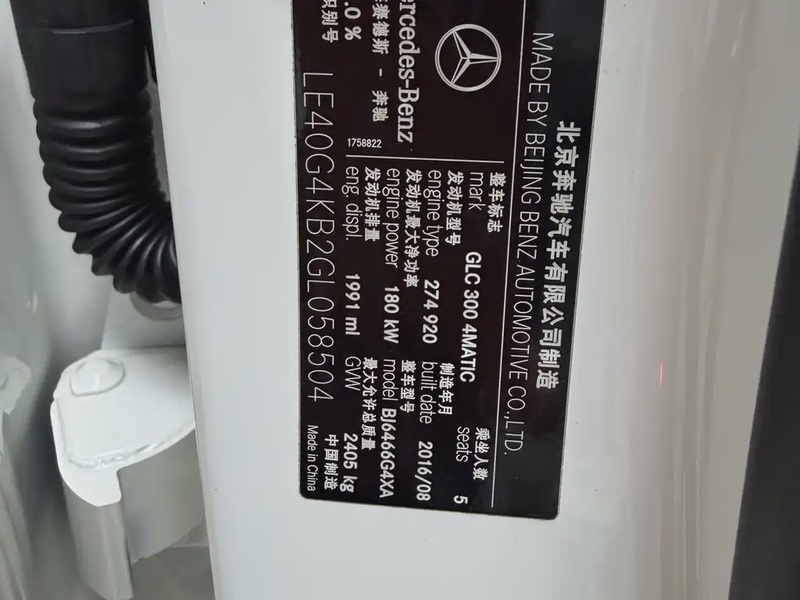 北京奔驰汽车有限公司制造
MADE BY BEIJING BENZ AUTOMOTIVE CO.,LTD.
整车标志
mark GLC 300 4MATIC
乘坐人数
seats 5
发动机型号
engine type 274 920
制造年月
built date 2016/08
发动机最大净功率
engine power 180 kW
整车型号
model BJ6466G4XA
发动机排量
eng. displ. 1991 ml
最大允许总质量
GVW 2405 kg
赛德斯 - 奔驰
1758822
.0 %
识别号
LE40G4KB2GL058504
中国制造
Made in China